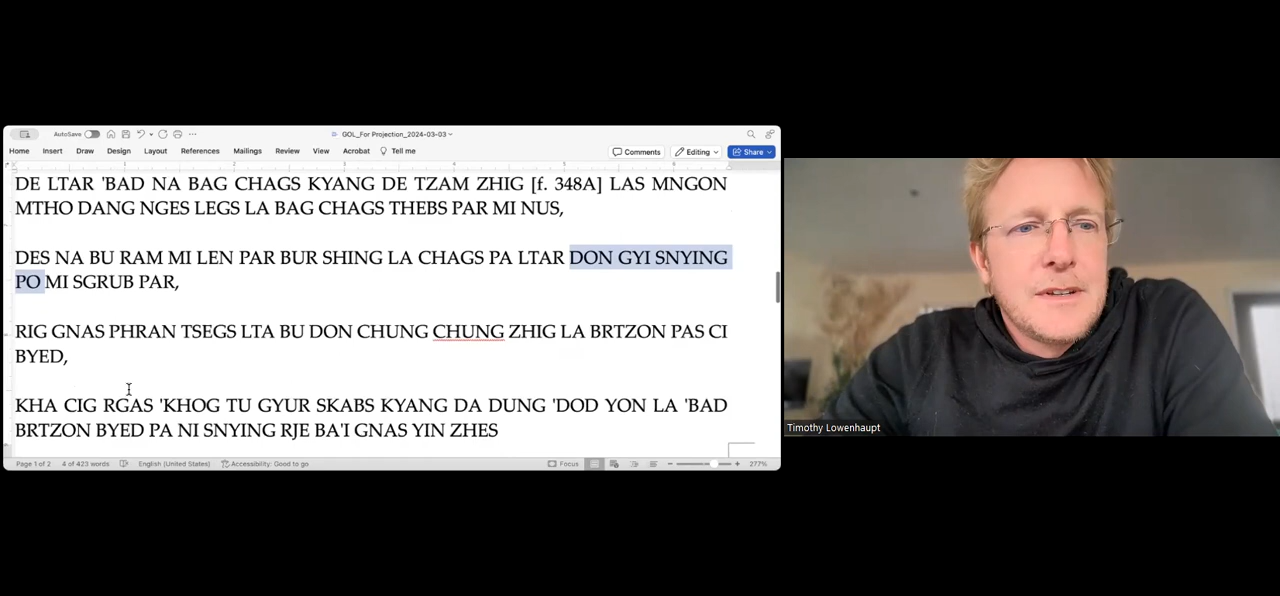 AutoSave
GOL_For Projection_2024-03-03
Home Insert Draw Design Layout References Mailings Review View Acrobat Tell me Comments Editing Share
DE LTAR 'BAD NA BAG CHAGS KYANG DE TZAM ZHIG [f. 348A] LAS MNGON
MTHO DANG NGES LEGS LA BAG CHAGS THEBS PAR MI NUS,
DES NA BU RAM MI LEN PAR BUR SHING LA CHAGS PA LTAR DON GYI SNYING
PO MI SGRUB PAR,
RIG GNAS PHRAN TSEGS LTA BU DON CHUNG CHUNG ZHIG LA BRTZON PAS CI
BYED,
KHA CIG RGAS 'KHOG TU GYUR SKABS KYANG DA DUNG 'DOD YON LA 'BAD
BRTZON BYED PA NI SNYING RJE BA'I GNAS YIN ZHES
Page 1 of 2 4 of 423 words English (United States) Accessibility: Good to go Focus 277%
Timothy Lowenhaupt